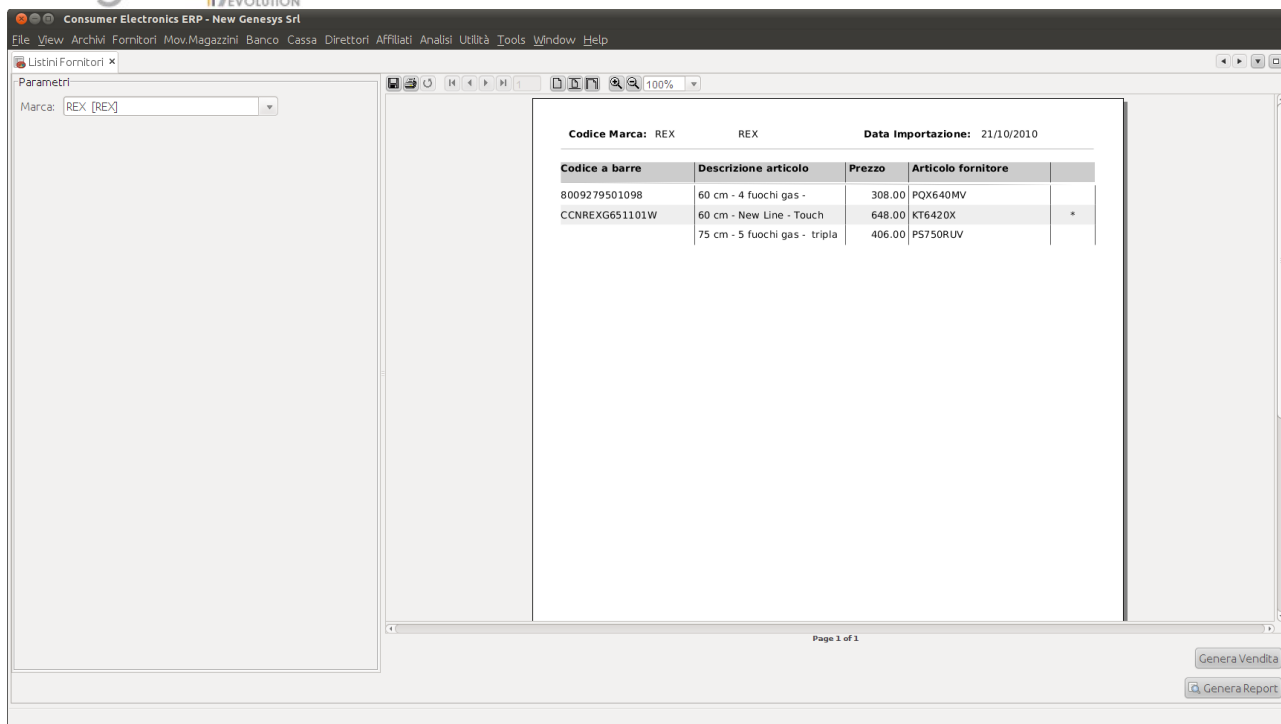 EVOLUTION
Consumer Electronics ERP - New Genesys Srl
File View Archivi Fornitori Mov.Magazzini Banco Cassa Direttori Affiliati Analisi Utilità Tools Window Help
Listini Fornitori ×
Parametri
1 100%
Marca: REX [REX]
Codice Marca: REX REX Data Importazione: 21/10/2010
Codice a barre Descrizione articolo Prezzo Articolo fornitore
8009279501098 60 cm - 4 fuochi gas - 308.00 PQX640MV
CCNREXG651101W 60 cm - New Line - Touch 648.00 KT6420X *
75 cm - 5 fuochi gas - tripla 406.00 PS750RUV
Page 1 of 1
Genera Vendita
Genera Report